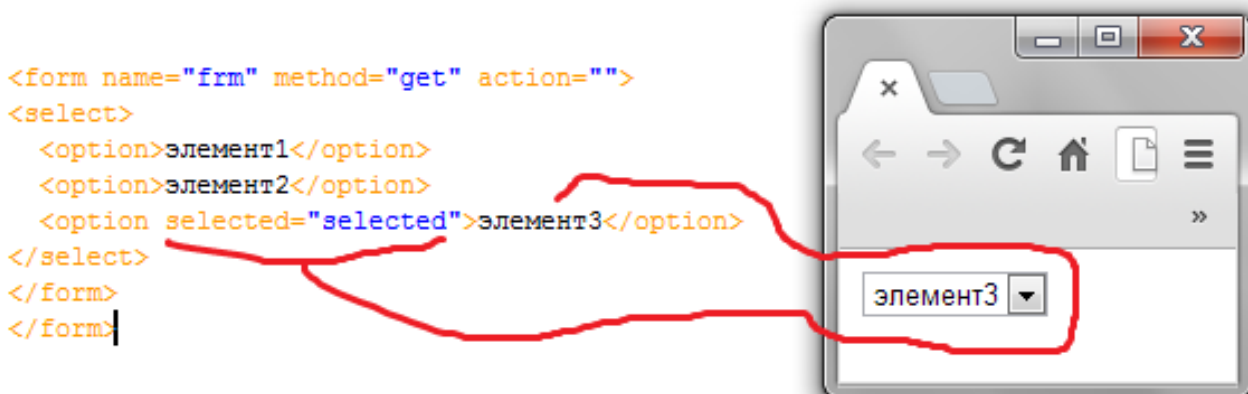 <form name="frm" method="get" action="">
<select>
<option>элемент1</option>
<option>элемент2</option>
<option selected="selected">элемент3</option>
</select>
</form>
</form>
элемент3